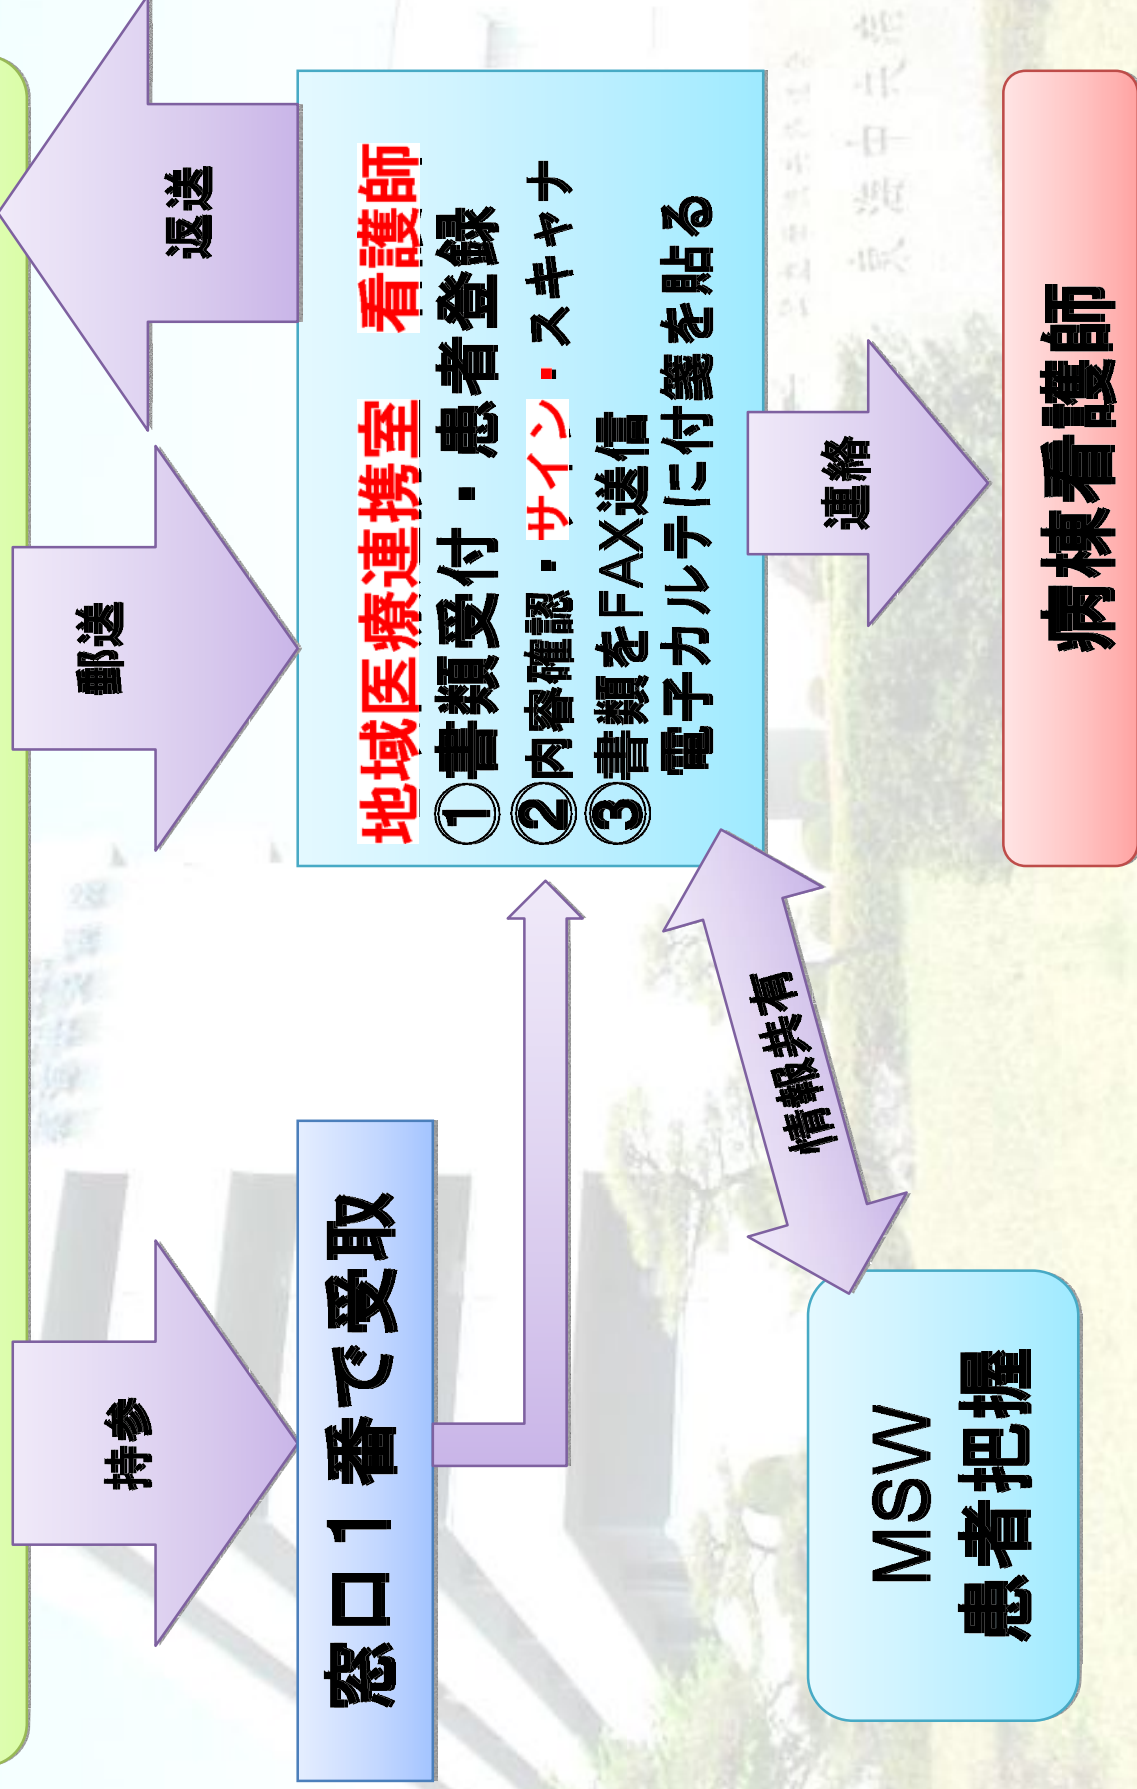 持参
郵送
返送
窓口1番で受取
地域医療連携室　看護師
①書類受付・患者登録
②内容確認・サイン・スキャナ
③書類をFAX送信
電子カルテに付箋を貼る
情報共有
連絡
MSW
患者把握
病棟看護師